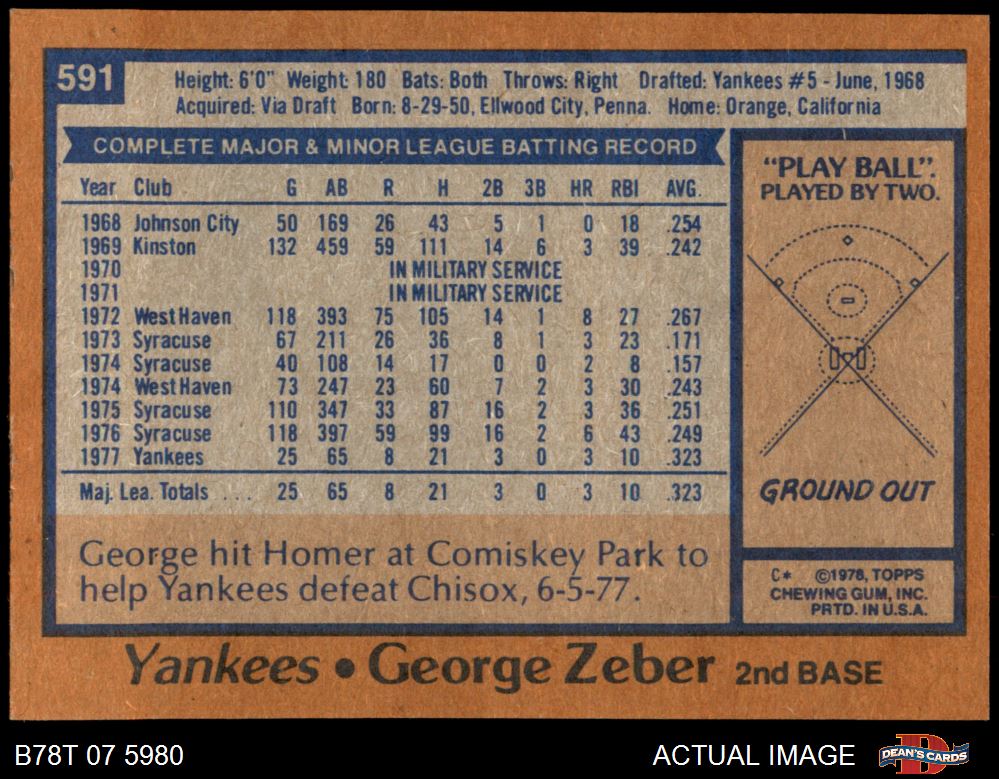 591
Height: 6'0" Weight: 180 Bats: Both Throws: Right Drafted: Yankees #5 - June, 1968
Acquired: Via Draft Born: 8-29-50, Ellwood City, Penna. Home: Orange, California
COMPLETE MAJOR & MINOR LEAGUE BATTING RECORD
Year Club G AB R H 2B 3B HR RBI AVG.
1968 Johnson City 50 169 26 43 5 1 0 18 .254
1969 Kinston 132 459 59 111 14 6 3 39 .242
1970 IN MILITARY SERVICE
1971 IN MILITARY SERVICE
1972 West Haven 118 393 75 105 14 1 8 27 .267
1973 Syracuse 67 211 26 36 8 1 3 23 .171
1974 Syracuse 40 108 14 17 0 0 2 8 .157
1974 West Haven 73 247 23 60 7 2 3 30 .243
1975 Syracuse 110 347 33 87 16 2 3 36 .251
1976 Syracuse 118 397 59 99 16 2 6 43 .249
1977 Yankees 25 65 8 21 3 0 3 10 .323
Maj. Lea. Totals ... 25 65 8 21 3 0 3 10 .323
George hit Homer at Comiskey Park to
help Yankees defeat Chisox, 6-5-77.
"PLAY BALL".
PLAYED BY TWO.
GROUND OUT
C* ©1978, TOPPS
CHEWING GUM, INC.
PRTD. IN U.S.A.
Yankees • George Zeber 2nd BASE
B78T 07 5980
ACTUAL IMAGE
DEAN'S CARDS